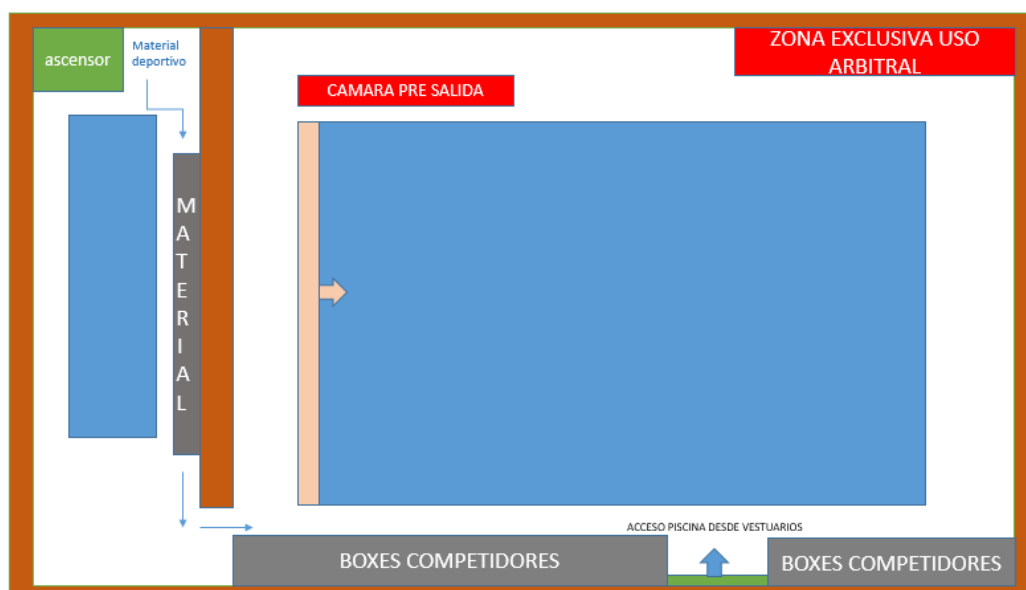 ascensor
Material
deportivo
ZONA EXCLUSIVA USO
ARBITRAL
CAMARA PRE SALIDA
M
A
T
E
R
I
A
L
ACCESO PISCINA DESDE VESTUARIOS
BOXES COMPETIDORES
BOXES COMPETIDORES